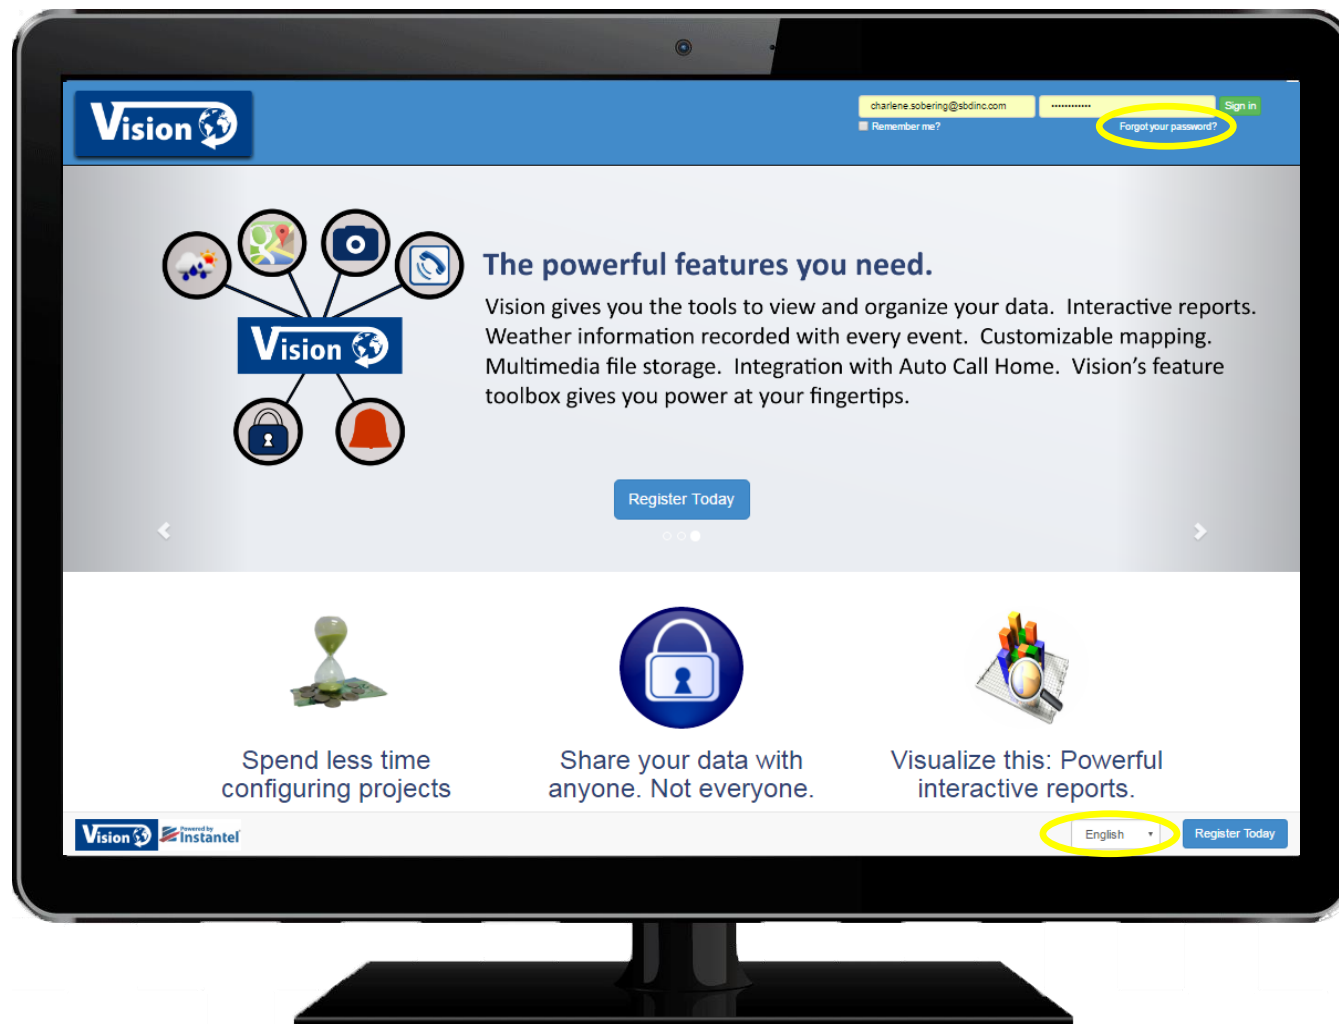 Vision
charlene.sobering@sbdinc.com
••••••••••••
Sign in
Remember me?
Forgot your password?
The powerful features you need.
Vision gives you the tools to view and organize your data. Interactive reports.
Weather information recorded with every event. Customizable mapping.
Multimedia file storage. Integration with Auto Call Home. Vision's feature
toolbox gives you power at your fingertips.
Vision
Register Today
Spend less time
configuring projects
Share your data with
anyone. Not everyone.
Visualize this: Powerful
interactive reports.
Vision
Powered by
Instantel
English
Register Today